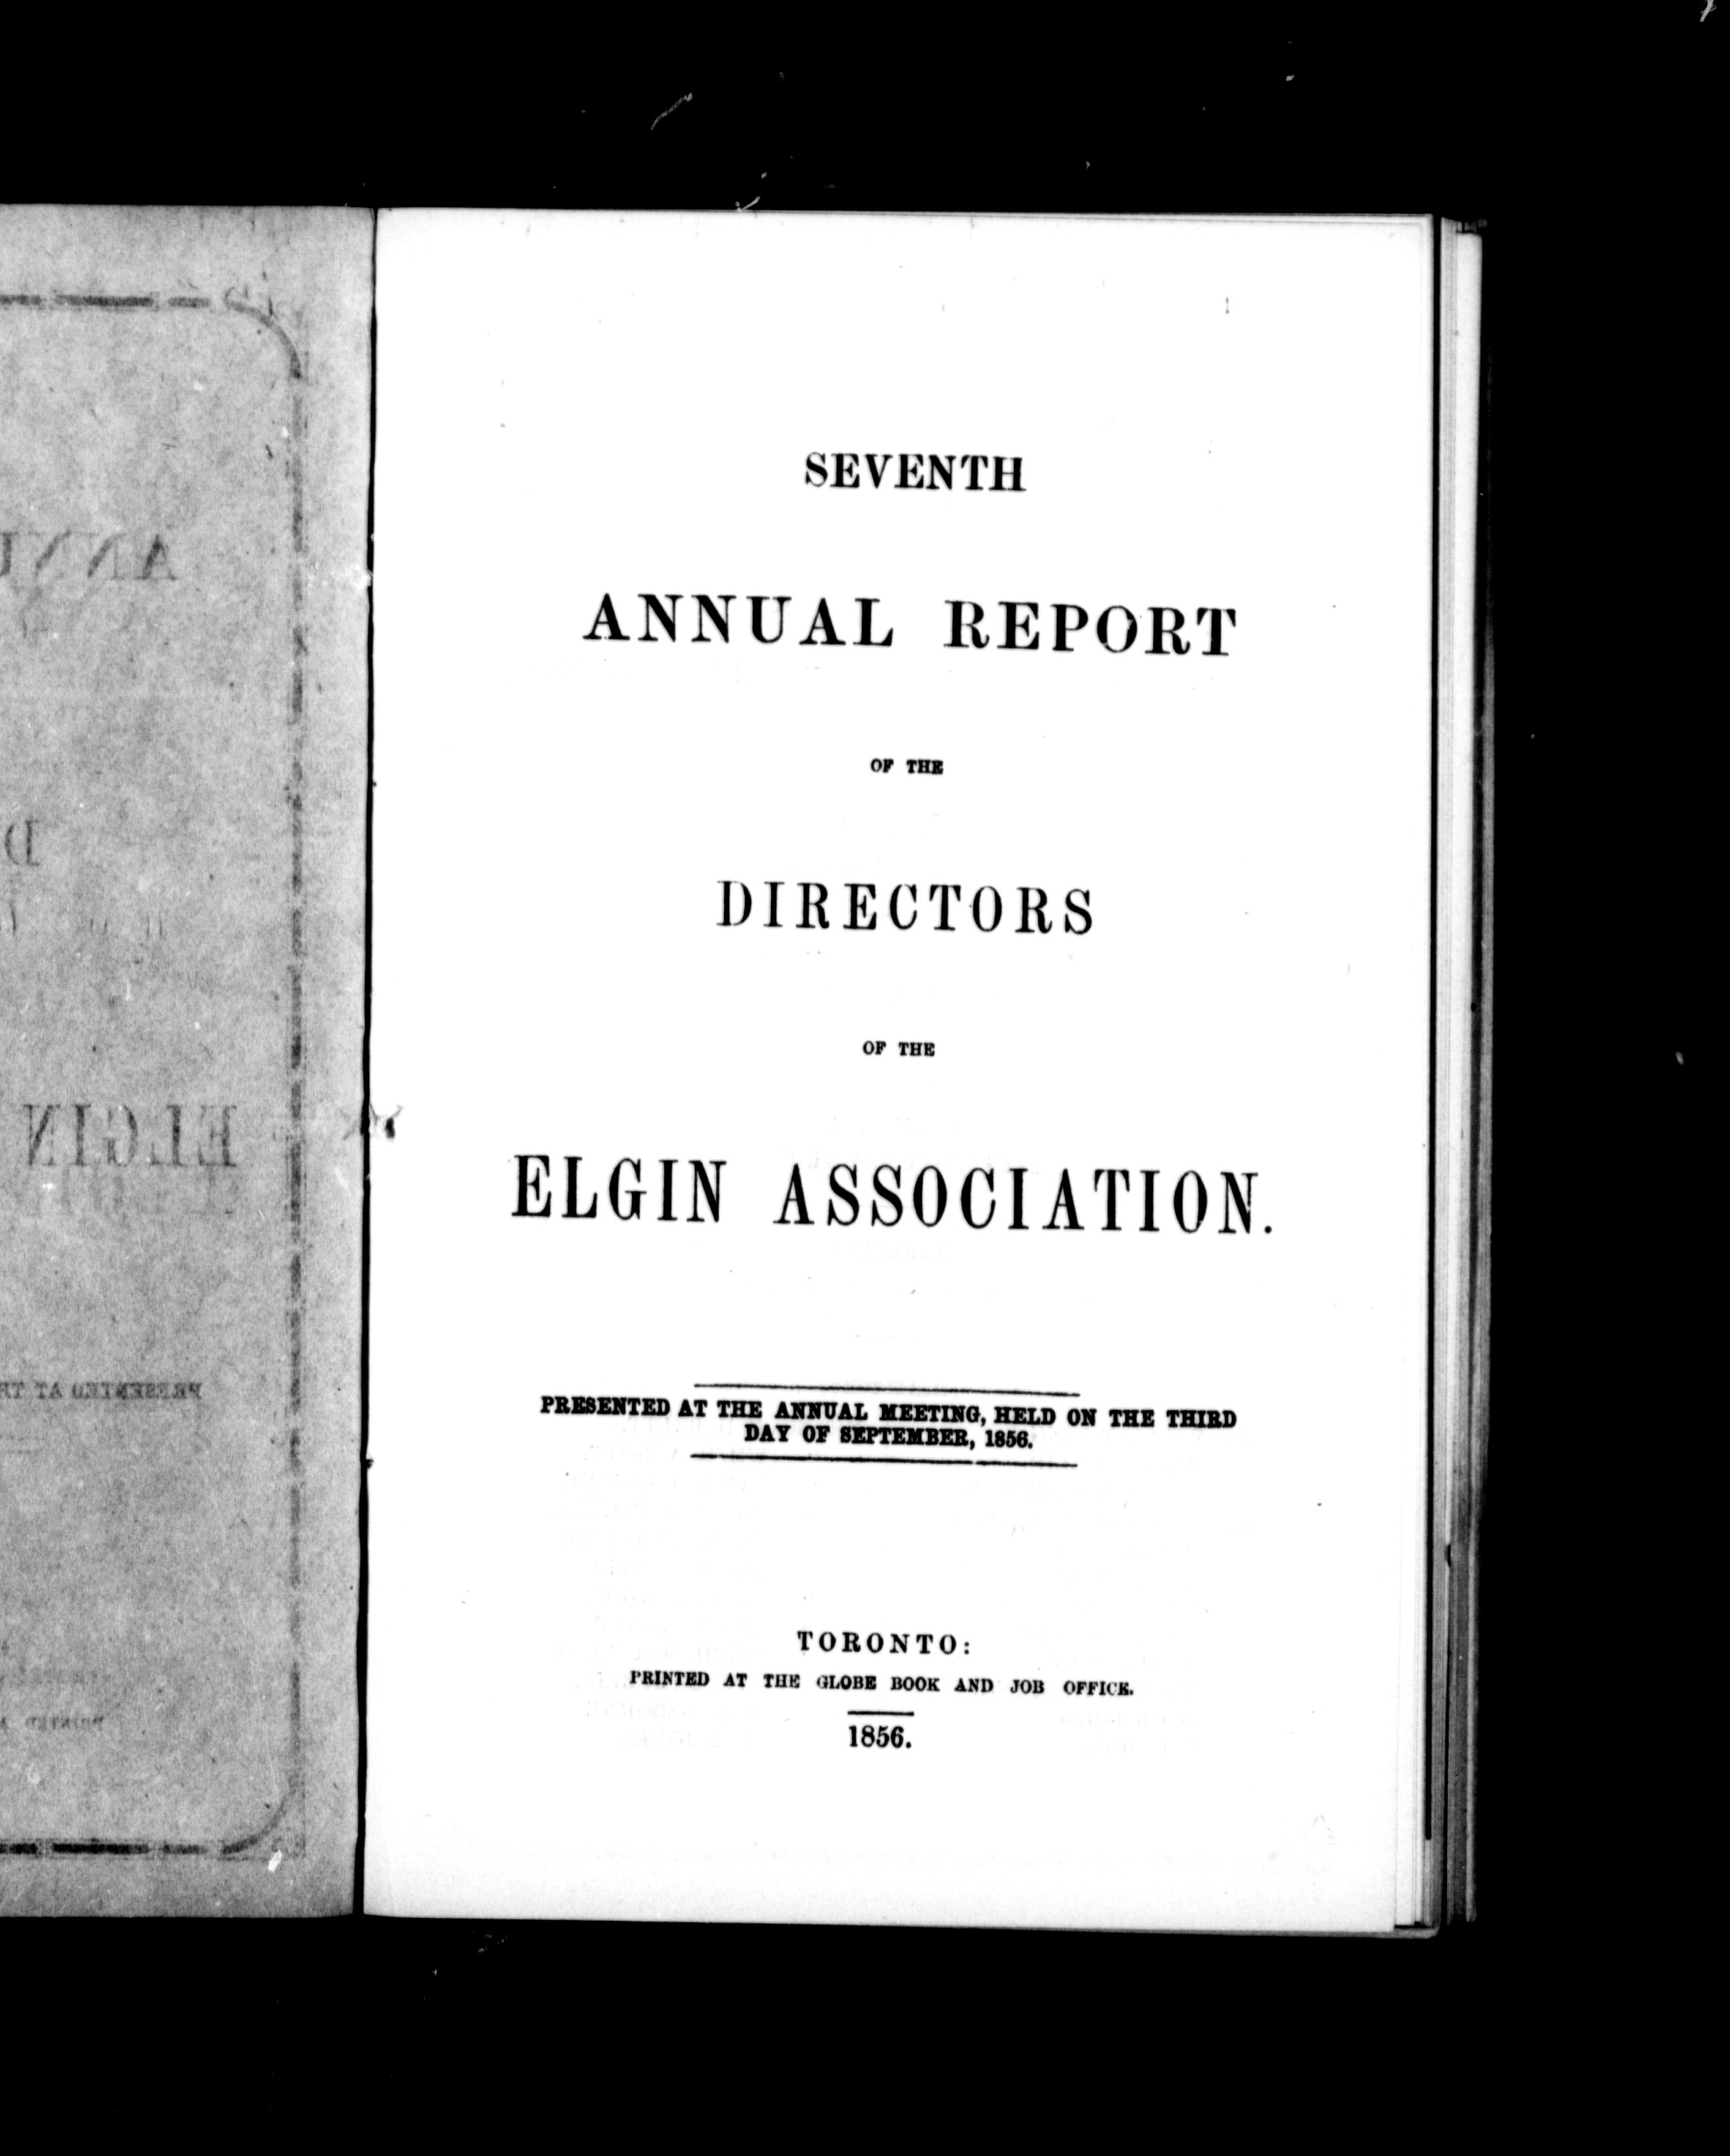 SEVENTH
ANNUAL REPORT
OF THE
DIRECTORS
OF THE
ELGIN ASSOCIATION.
PRESENTED AT THE ANNUAL MEETING, HELD ON THE THIRD
DAY OF SEPTEMBER, 1856.
TORONTO:
PRINTED AT THE GLOBE BOOK AND JOB OFFICE.
1856.